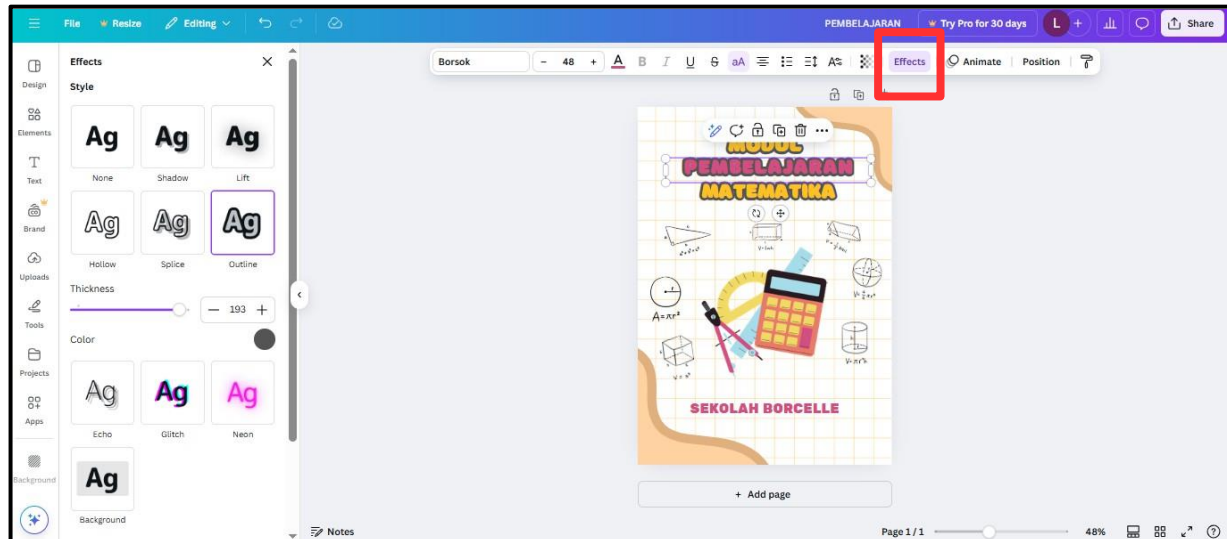 File Resize Editing PEMBELAJARAN Try Pro for 30 days L + Share
Design
Elements
Text
Brand
Uploads
Tools
Projects
Apps
Background
Effects
Style
Ag Ag Ag
None Shadow Lift
Ag Ag Ag
Hollow Splice Outline
Thickness
− 193 +
Color
Ag Ag Ag
Echo Glitch Neon
Ag
Background
Borsok − 48 + A B I U S aA Effects Animate Position
MODUL
PEMBELAJARAN
MATEMATIKA
A=πr²
V=πr²h
SEKOLAH BORCELLE
+ Add page
Notes Page 1 / 1 48%